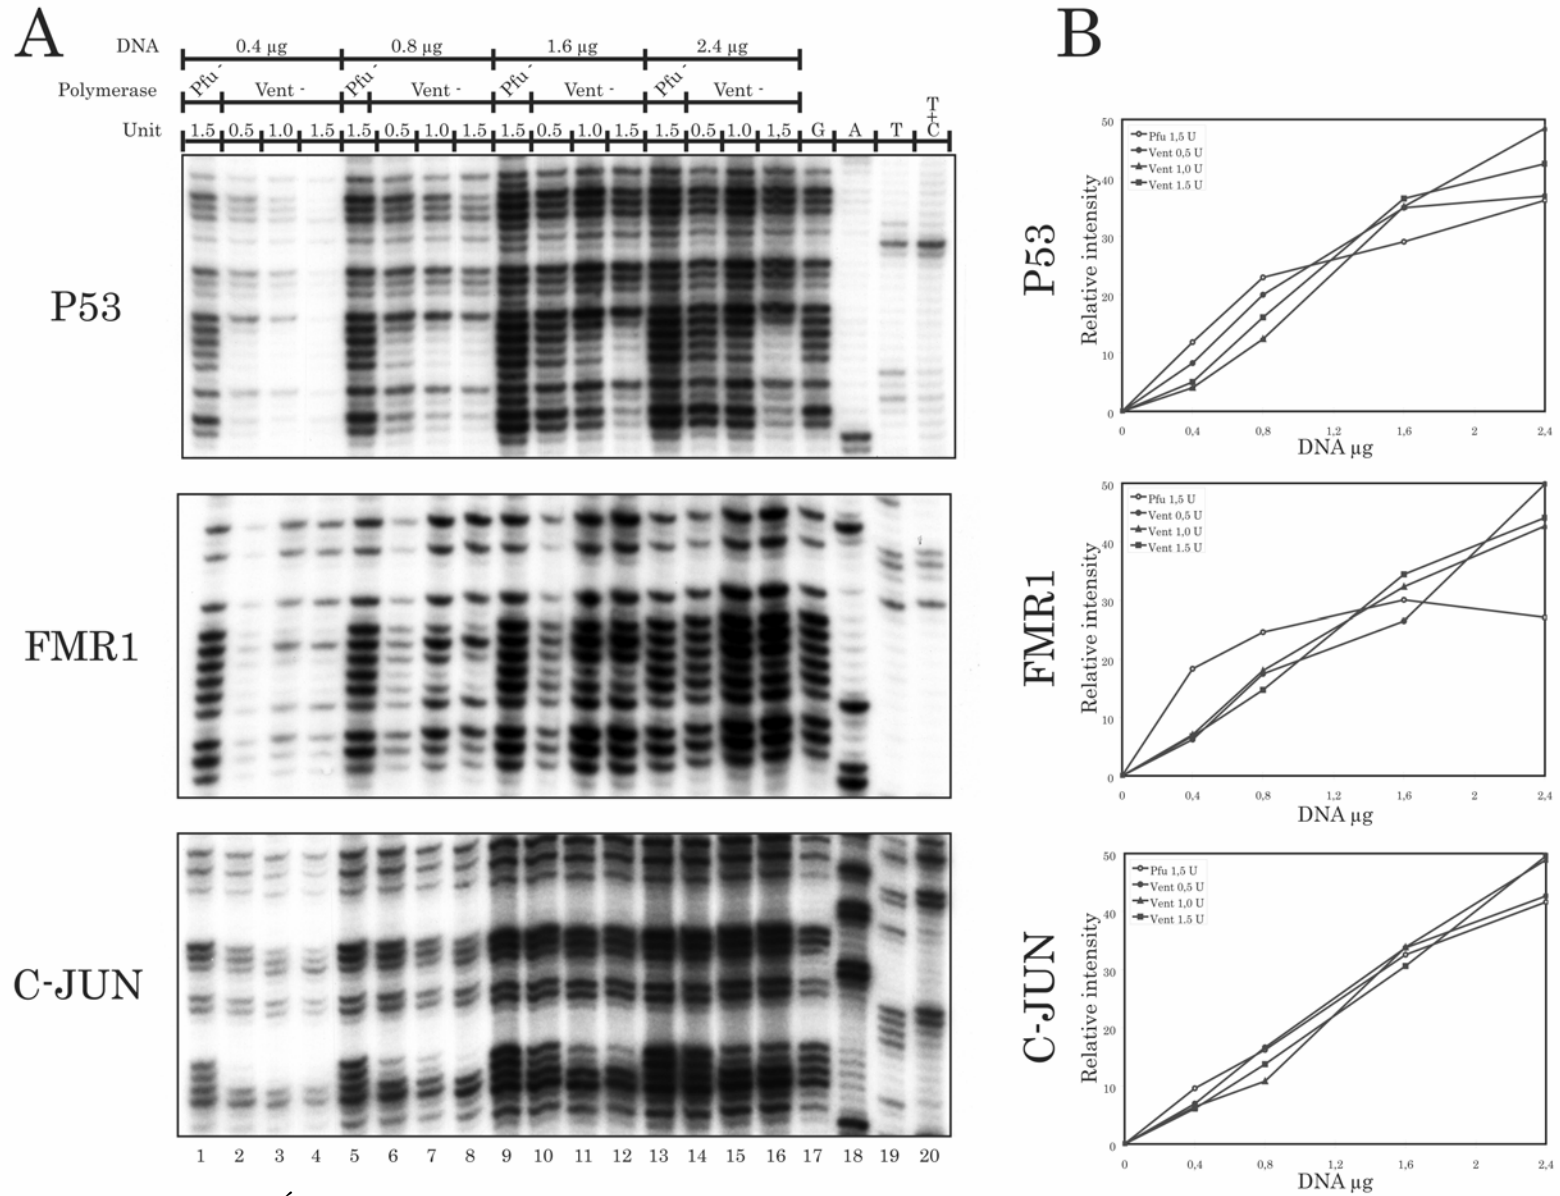 A
DNA 0.4 µg 0.8 µg 1.6 µg 2.4 µg
Polymerase Pfu - Vent - Pfu - Vent - Pfu - Vent - Pfu - Vent -
Unit 1.5 0.5 1.0 1.5 1.5 0.5 1.0 1.5 1.5 0.5 1.0 1.5 1.5 0.5 1.0 1,5 G A T T+C
P53
FMR1
C-JUN
1 2 3 4 5 6 7 8 9 10 11 12 13 14 15 16 17 18 19 20
B
P53
Relative intensity
50
40
30
20
10
0
Pfu 1,5 U
Vent 0,5 U
Vent 1,0 U
Vent 1.5 U
0 0,4 0,8 1,2 1,6 2 2,4
DNA µg
FMR1
Relative intensity
50
40
30
20
10
0
Pfu 1,5 U
Vent 0,5 U
Vent 1,0 U
Vent 1.5 U
0 0,4 0,8 1,2 1,6 2 2,4
DNA µg
C-JUN
Relative intensity
50
40
30
20
10
0
Pfu 1,5 U
Vent 0,5 U
Vent 1,0 U
Vent 1.5 U
0 0,4 0,8 1,2 1,6 2 2,4
DNA µg